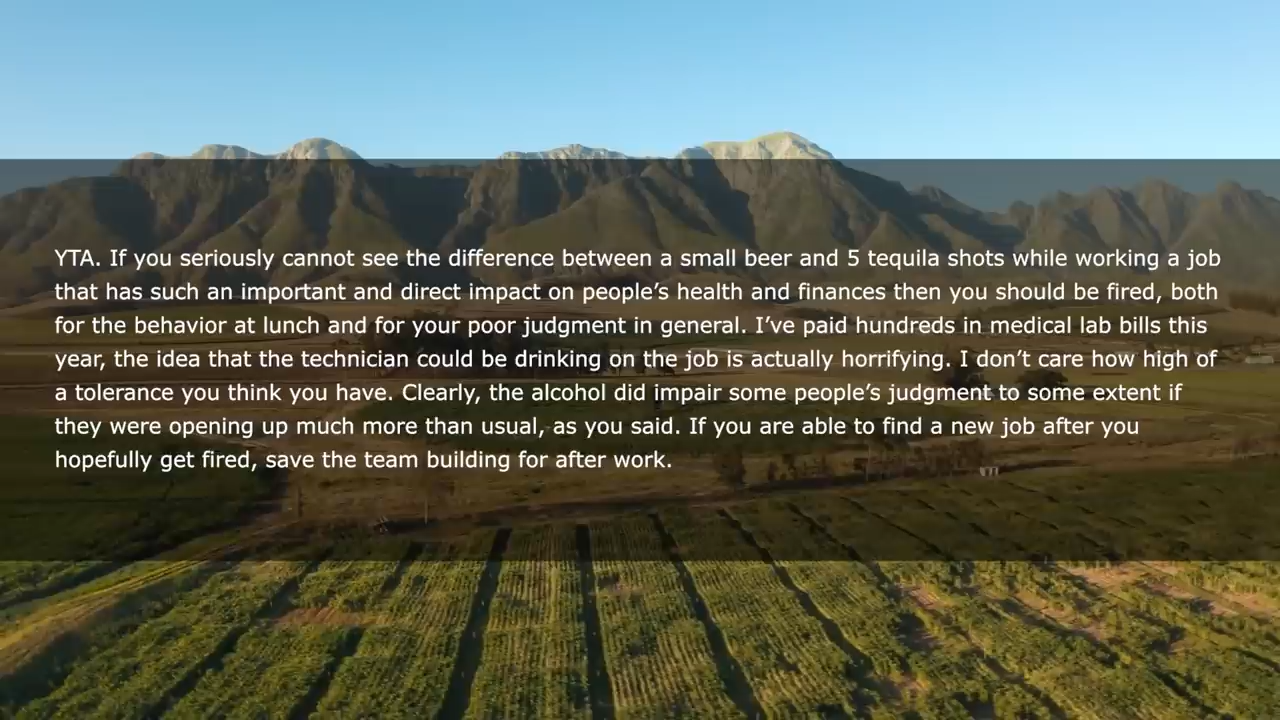 YTA. If you seriously cannot see the difference between a small beer and 5 tequila shots while working a job
that has such an important and direct impact on people’s health and finances then you should be fired, both
for the behavior at lunch and for your poor judgment in general. I’ve paid hundreds in medical lab bills this
year, the idea that the technician could be drinking on the job is actually horrifying. I don’t care how high of
a tolerance you think you have. Clearly, the alcohol did impair some people’s judgment to some extent if
they were opening up much more than usual, as you said. If you are able to find a new job after you
hopefully get fired, save the team building for after work.